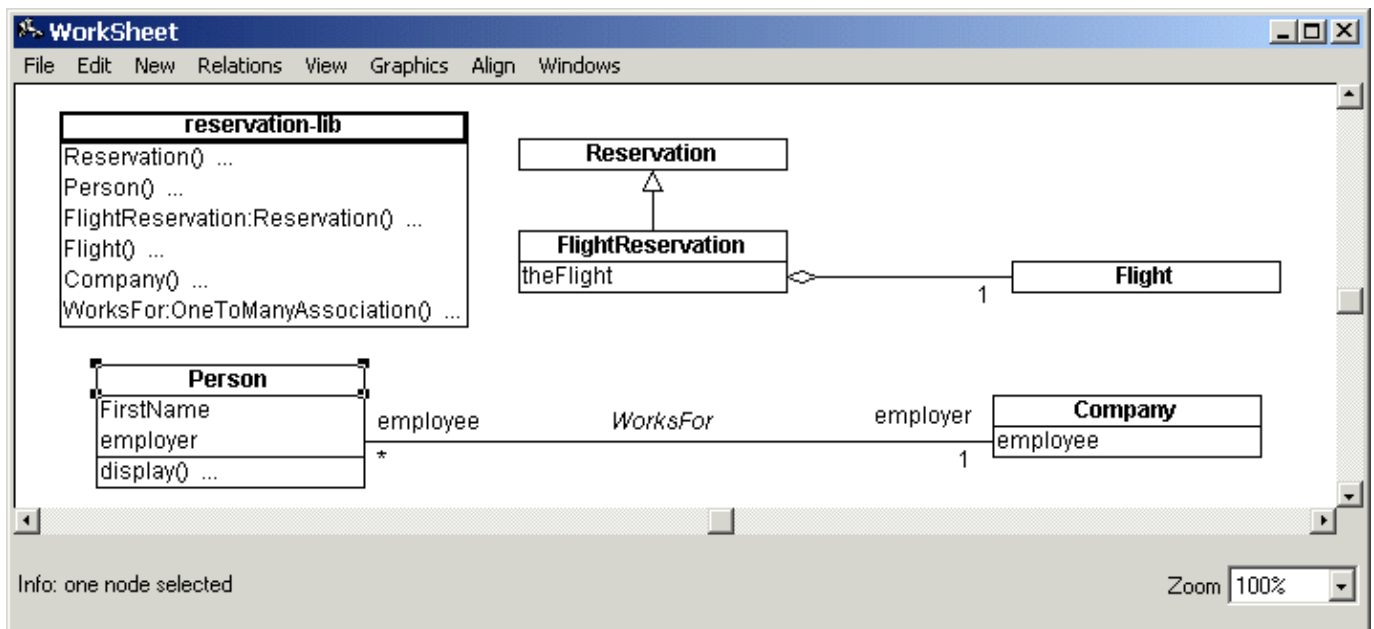 WorkSheet
File Edit New Relations View Graphics Align Windows
reservation-lib
Reservation() ...
Person() ...
FlightReservation:Reservation() ...
Flight() ...
Company() ...
WorksFor:OneToManyAssociation() ...
Reservation
FlightReservation
theFlight
1
Flight
Person
FirstName
employer
display() ...
employee
*
WorksFor
employer
1
Company
employee
Info: one node selected
Zoom 100%